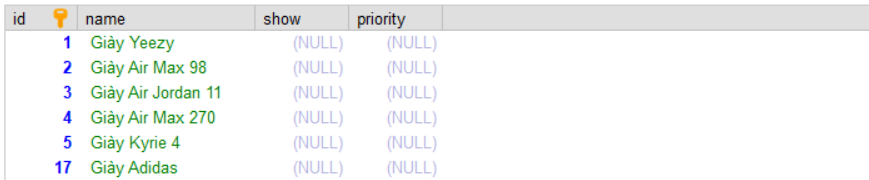 id name show priority
1 Giày Yeezy (NULL) (NULL)
2 Giày Air Max 98 (NULL) (NULL)
3 Giày Air Jordan 11 (NULL) (NULL)
4 Giày Air Max 270 (NULL) (NULL)
5 Giày Kyrie 4 (NULL) (NULL)
17 Giày Adidas (NULL) (NULL)